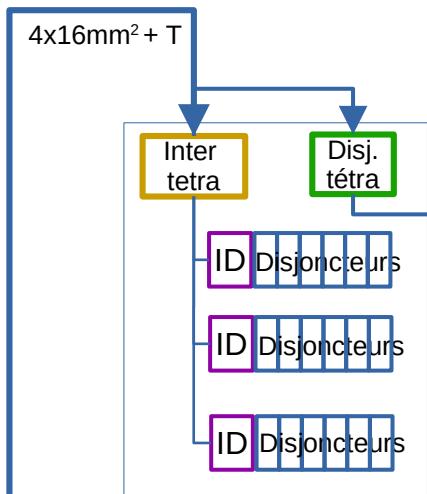 4x16mm² + T
Inter
tetra
Disj.
tétra
ID Disjoncteurs
ID Disjoncteurs
ID Disjoncteurs